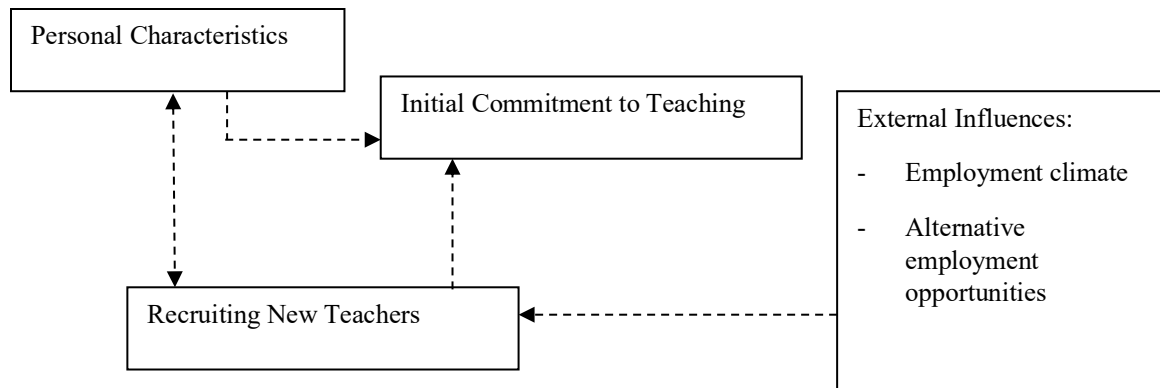 Personal Characteristics
Initial Commitment to Teaching
External Influences:
- Employment climate
- Alternative
employment
opportunities
Recruiting New Teachers